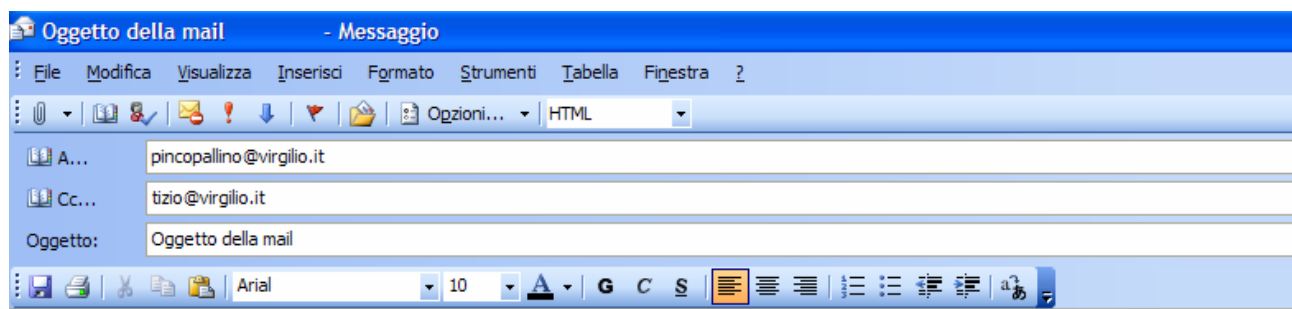 Oggetto della mail - Messaggio
File Modifica Visualizza Inserisci Formato Strumenti Tabella Finestra ?
Opzioni... HTML
A... pincopallino@virgilio.it
Cc... tizio@virgilio.it
Oggetto: Oggetto della mail
Arial 10 A G C S